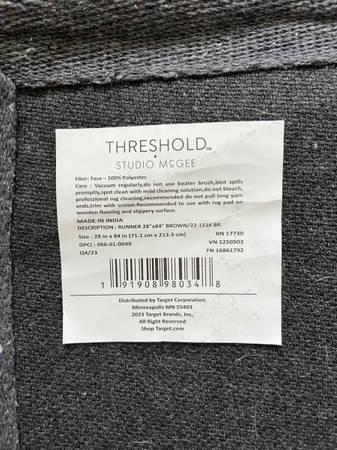 THRESHOLD™
STUDIO McGEE
Fiber: Face – 100% Polyester.
Care : Vacuum regularly,do not use beater brush,blot spills
promptly,spot clean with mild cleaning solution,do not bleach,
professional rug cleaning,recommended do not pull long yarn
ends,trims with scissor.Recommended to use with rug pad on
wooden flooring and slippery surface.
MADE IN INDIA
DESCRIPTION : RUNNER 28"x84" BROWN/22-1516 BR
Size : 28 in x 84 in (71.1 cm x 213.3 cm) RN 17730
DPCI : 066-01-0049 VN 1250503
Q4/23 FN 16861792
1 91908 98034 8
Distributed by Target Corporation
Minneapolis MN 55403
2023 Target Brands, Inc,
All Right Reserved
Shop Target.com